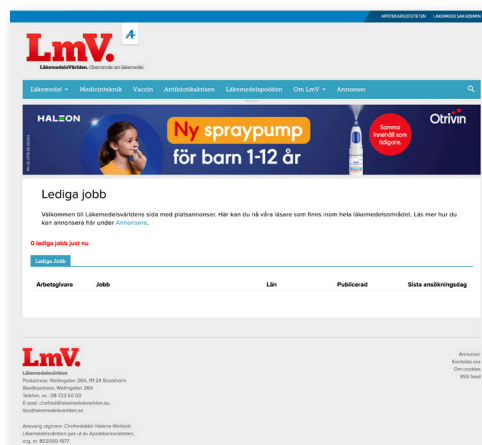 APOTEKARSOCIETETEN LÄKEMEDELSAKADEMIN
LmV.
LäkemedelsVärlden. Oberoende om läkemedel.
Läkemedel Medicinteknik Vaccin Antibiotikakrisen Läkemedelspodden Om LmV Annonser
HALEON
Ny spraypump
för barn 1-12 år
Samma
innehåll som
tidigare.
Otrivin
Lediga jobb
Välkommen till Läkemedelsvärldens sida med platsannonser. Här kan du nå våra läsare som finns inom hela läkemedelsområdet. Läs mer hur du
kan annonsera här under Annonsera.
0 lediga jobb just nu
Lediga Jobb
Arbetsgivare Jobb Län Publicerad Sista ansökningsdag
LmV.
Läkemedelsvärlden
Postadress: Wallingatan 26A, 111 24 Stockholm
Besöksadress: Wallingatan 26A
Telefon, vx.: 08-723 50 00
E-post: chefred@lakemedelsvarlden.se,
tips@lakemedelsvarlden.se
Ansvarig utgivare: Chefredaktör Helene Wallskär
Läkemedelsvärlden ges ut av Apotekarsocieteten,
org. nr. 802000-1577
Annonser
Kontakta oss
Om cookies
RSS feed